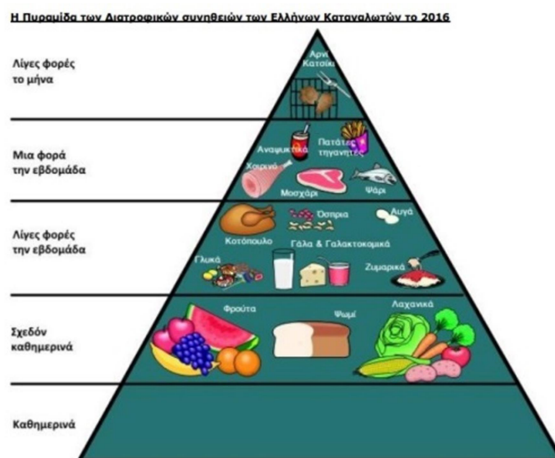 Η Πυραμίδα των Διατροφικών συνηθειών των Ελλήνων Καταναλωτών το 2016
Λίγες φορές
το μήνα
Αρνί
Κατσίκι
Μια φορά
την εβδομάδα
Αναψυκτικά
Πατάτες
τηγανητές
Χοιρινό
Μοσχάρι
Ψάρι
Λίγες φορές
την εβδομάδα
Κοτόπουλο
Όσπρια
Αυγά
Γάλα & Γαλακτοκομικά
Γλυκά
Ζυμαρικά
Σχεδόν
καθημερινά
Φρούτα
Ψωμί
Λαχανικά
Καθημερινά